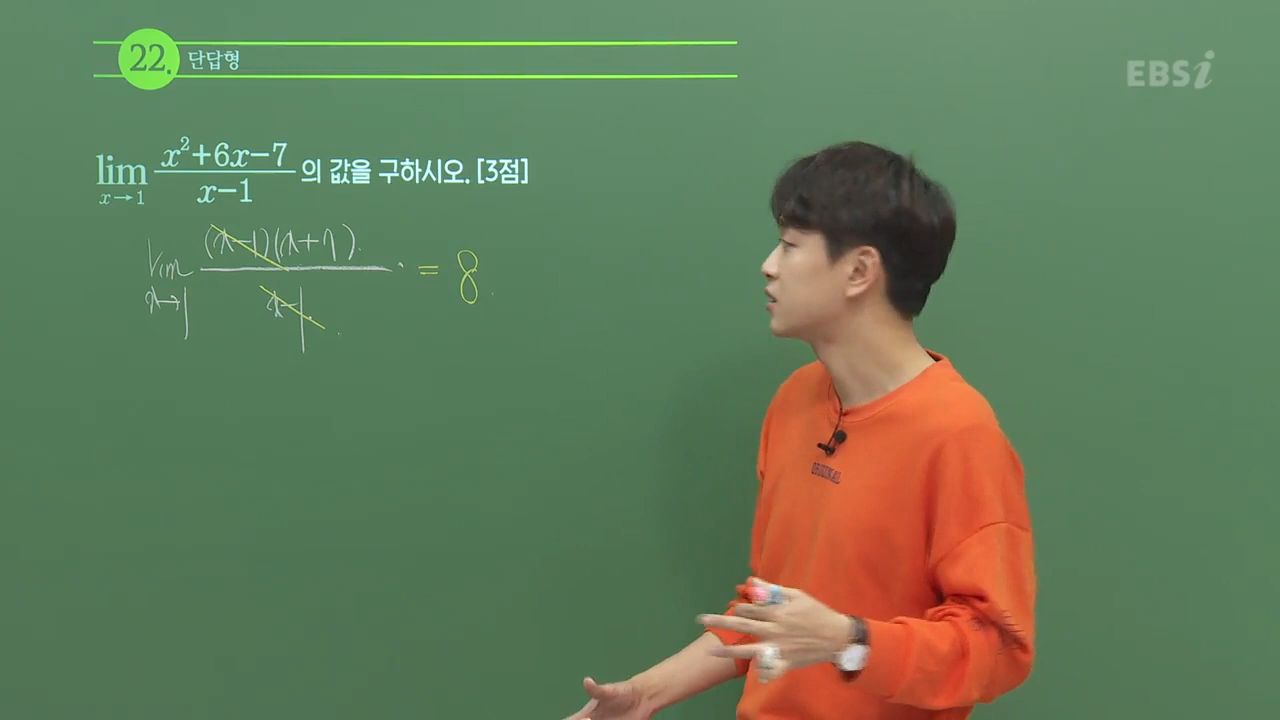 22. 단답형
EBSi
lim x→1 x²+6x−7 / x−1 의 값을 구하시오. [3점]
lim x→1 (x−1)(x+7) / x−1 = 8
ORIGINAL